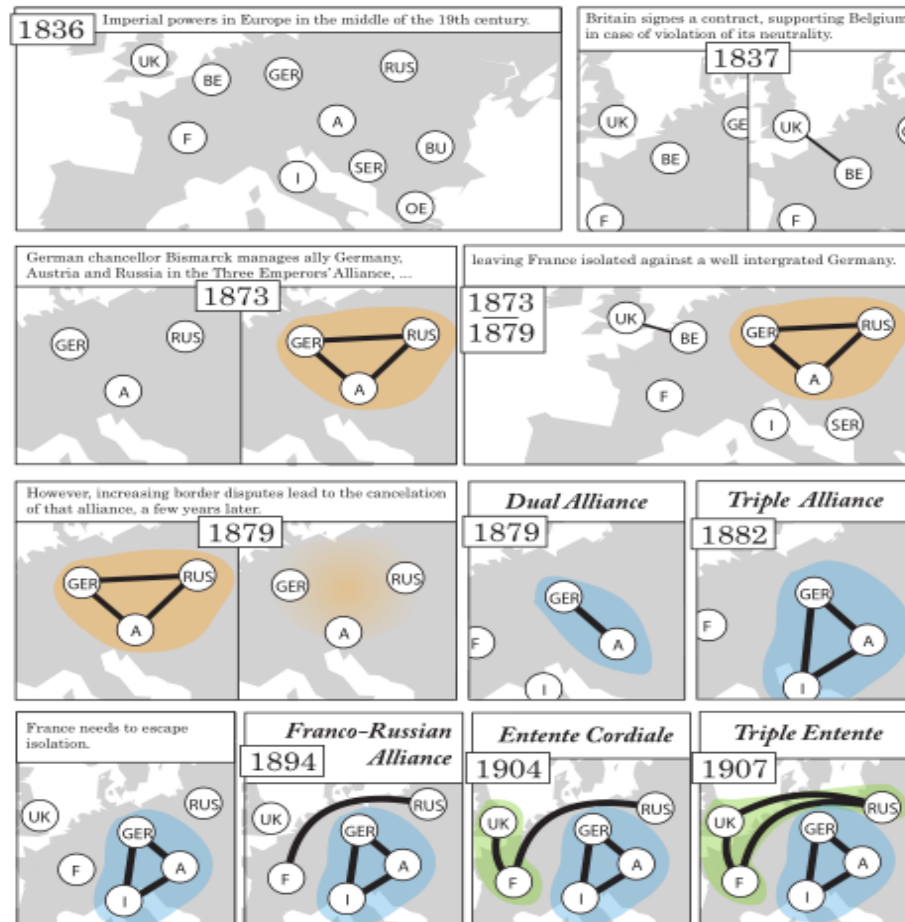 1836
Imperial powers in Europe in the middle of the 19th century.
UK
BE
GER
RUS
F
A
I
SER
BU
OE
Britain signes a contract, supporting Belgium
in case of violation of its neutrality.
1837
UK
GE
BE
F
UK
BE
F
German chancellor Bismarck manages ally Germany,
Austria and Russia in the Three Emperors' Alliance, ...
1873
GER
RUS
A
GER
RUS
A
leaving France isolated against a well intergrated Germany.
1873
1879
UK
BE
GER
RUS
A
F
I
SER
However, increasing border disputes lead to the cancelation
of that alliance, a few years later.
1879
GER
RUS
A
GER
RUS
A
Dual Alliance
1879
GER
A
F
I
Triple Alliance
1882
GER
F
A
I
France needs to escape
isolation.
UK
RUS
GER
F
A
I
Franco-Russian
Alliance
1894
UK
RUS
GER
F
A
I
Entente Cordiale
1904
UK
RUS
GER
F
A
I
Triple Entente
1907
UK
RUS
GER
F
A
I